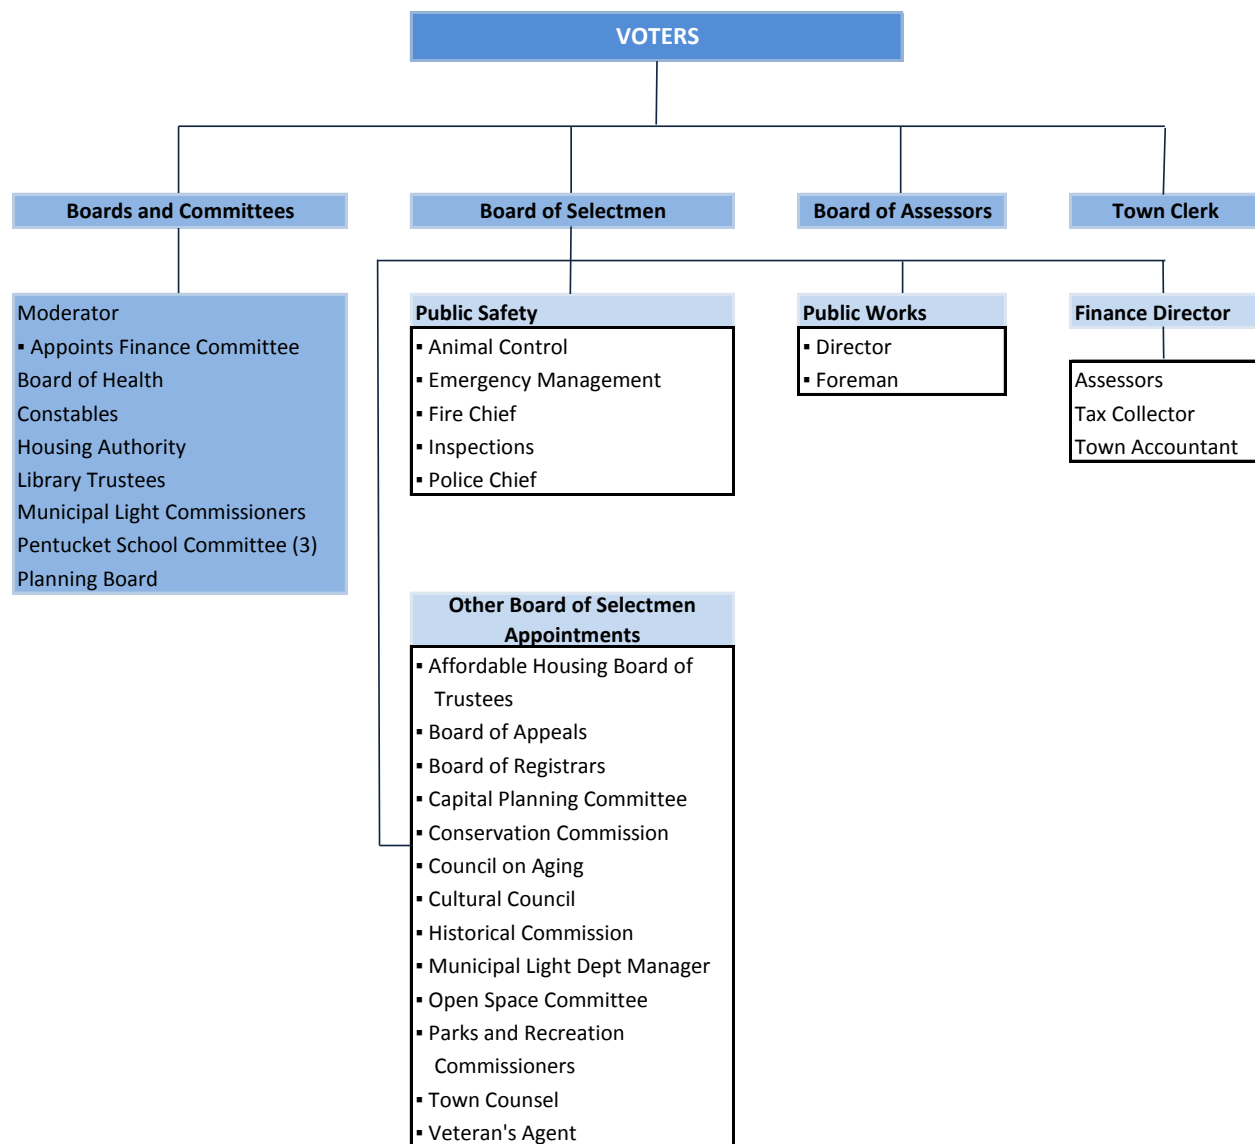 VOTERS
Boards and Committees
Board of Selectmen
Board of Assessors
Town Clerk
Moderator
▪ Appoints Finance Committee
Board of Health
Constables
Housing Authority
Library Trustees
Municipal Light Commissioners
Pentucket School Committee (3)
Planning Board
Public Safety
▪ Animal Control
▪ Emergency Management
▪ Fire Chief
▪ Inspections
▪ Police Chief
Public Works
▪ Director
▪ Foreman
Finance Director
Assessors
Tax Collector
Town Accountant
Other Board of Selectmen
Appointments
▪ Affordable Housing Board of
Trustees
▪ Board of Appeals
▪ Board of Registrars
▪ Capital Planning Committee
▪ Conservation Commission
▪ Council on Aging
▪ Cultural Council
▪ Historical Commission
▪ Municipal Light Dept Manager
▪ Open Space Committee
▪ Parks and Recreation
Commissioners
▪ Town Counsel
▪ Veteran's Agent